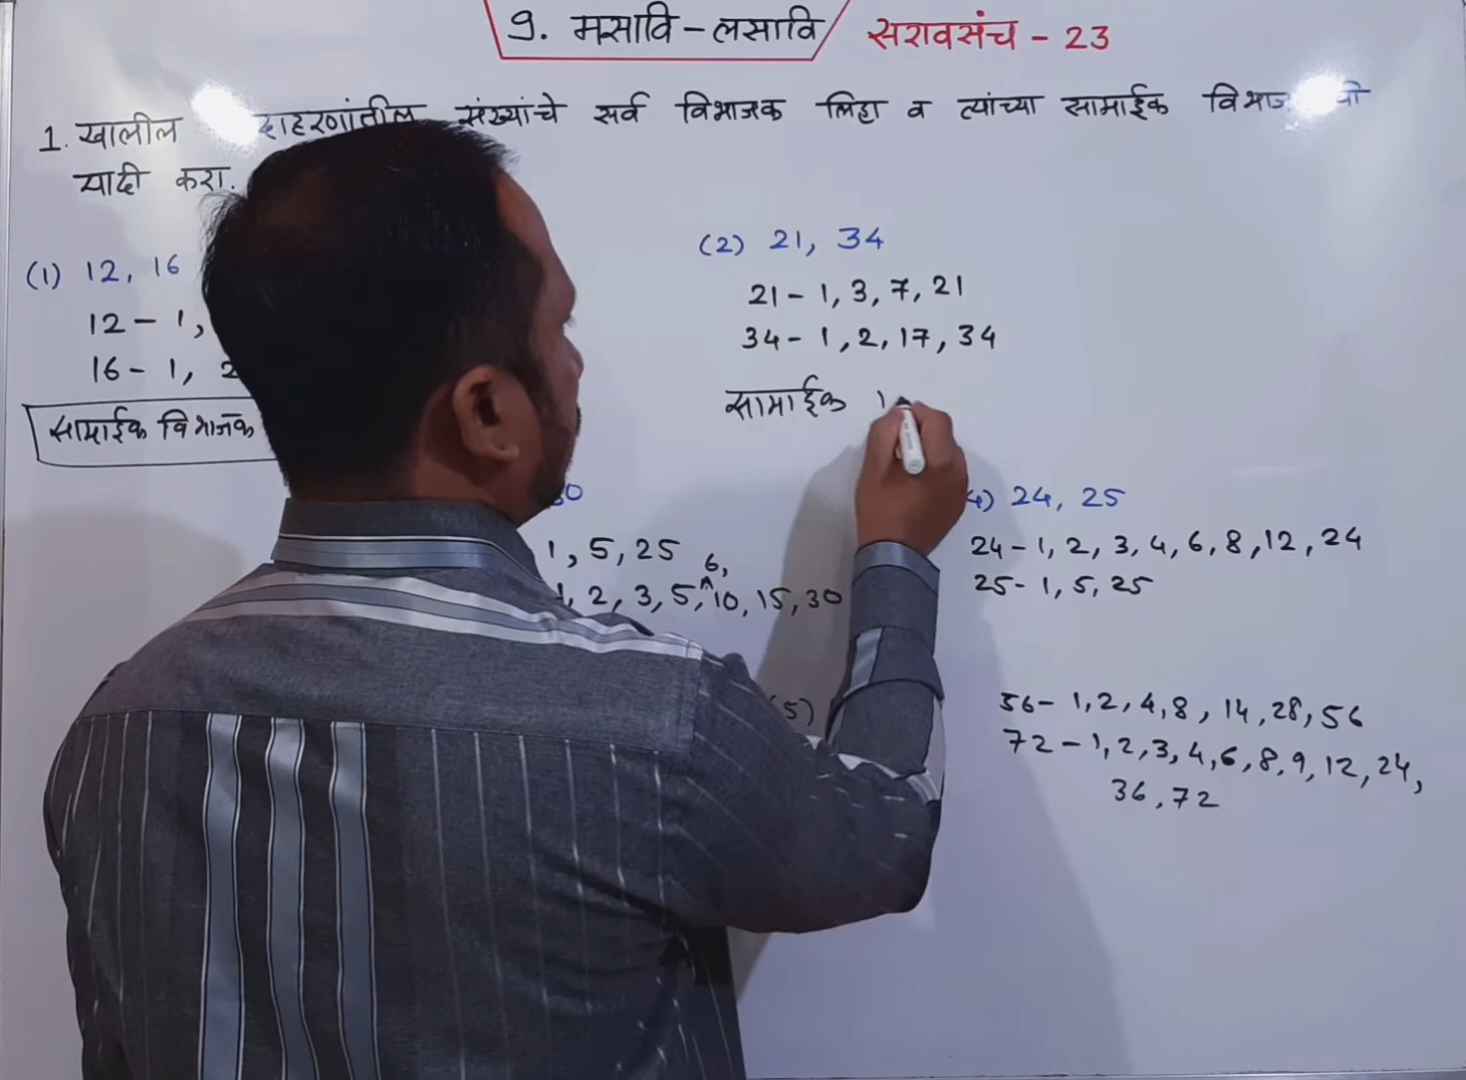 9. मसावि - लसावि सरावसंच - 23
1. खालील संख्यांचे सर्व विभाजक लिहा व त्यांच्या सामाईक
यादी करा.
(1) 12, 16
12 - 1,
16 - 1, 2
सामाईक विभाजक
(2) 21, 34
21 - 1, 3, 7, 21
34 - 1, 2, 17, 34
सामाईक
1, 5, 25
1, 2, 3, 5, 6, 10, 15, 30
(4) 24, 25
24 - 1, 2, 3, 4, 6, 8, 12, 24
25 - 1, 5, 25
(5)
56 - 1, 2, 4, 8, 14, 28, 56
72 - 1, 2, 3, 4, 6, 8, 9, 12, 24,
36, 72